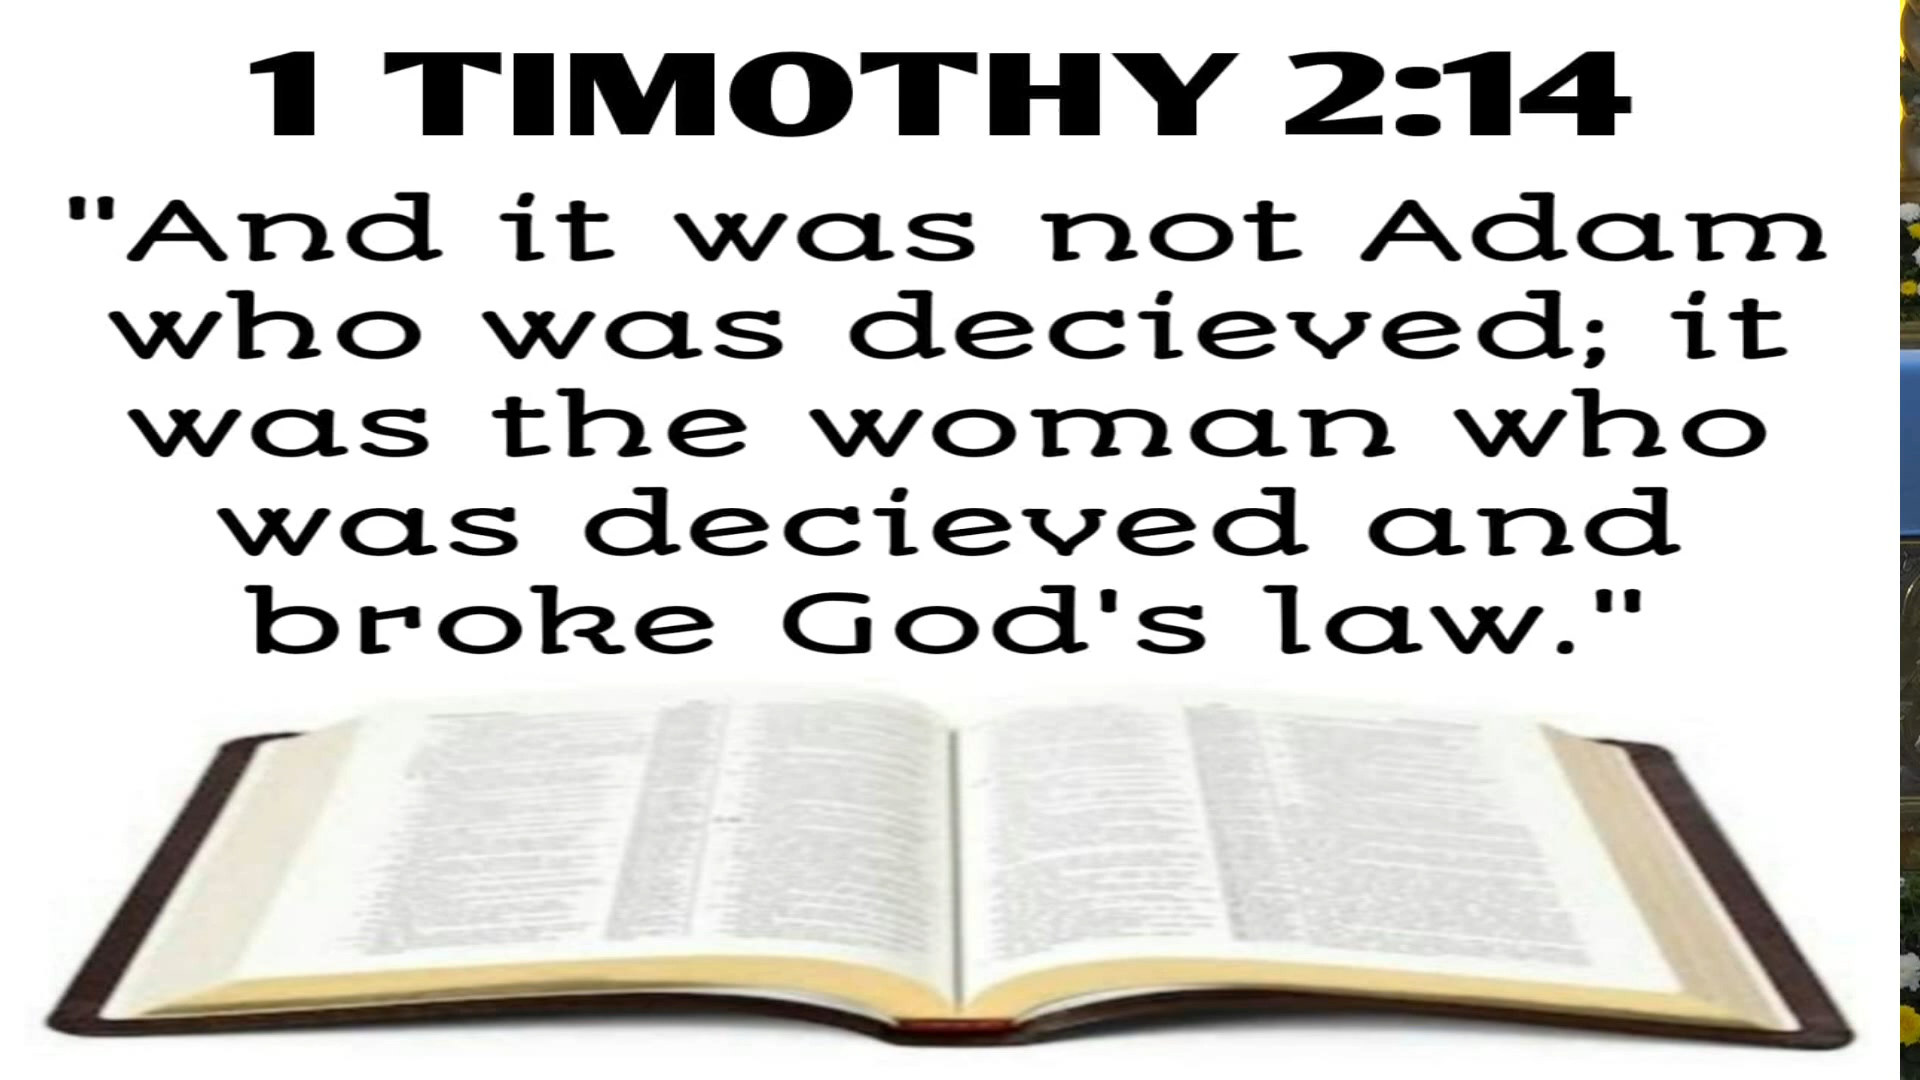 1 TIMOTHY 2:14
"And it was not Adam
who was decieved; it
was the woman who
was decieved and
broke God's law."